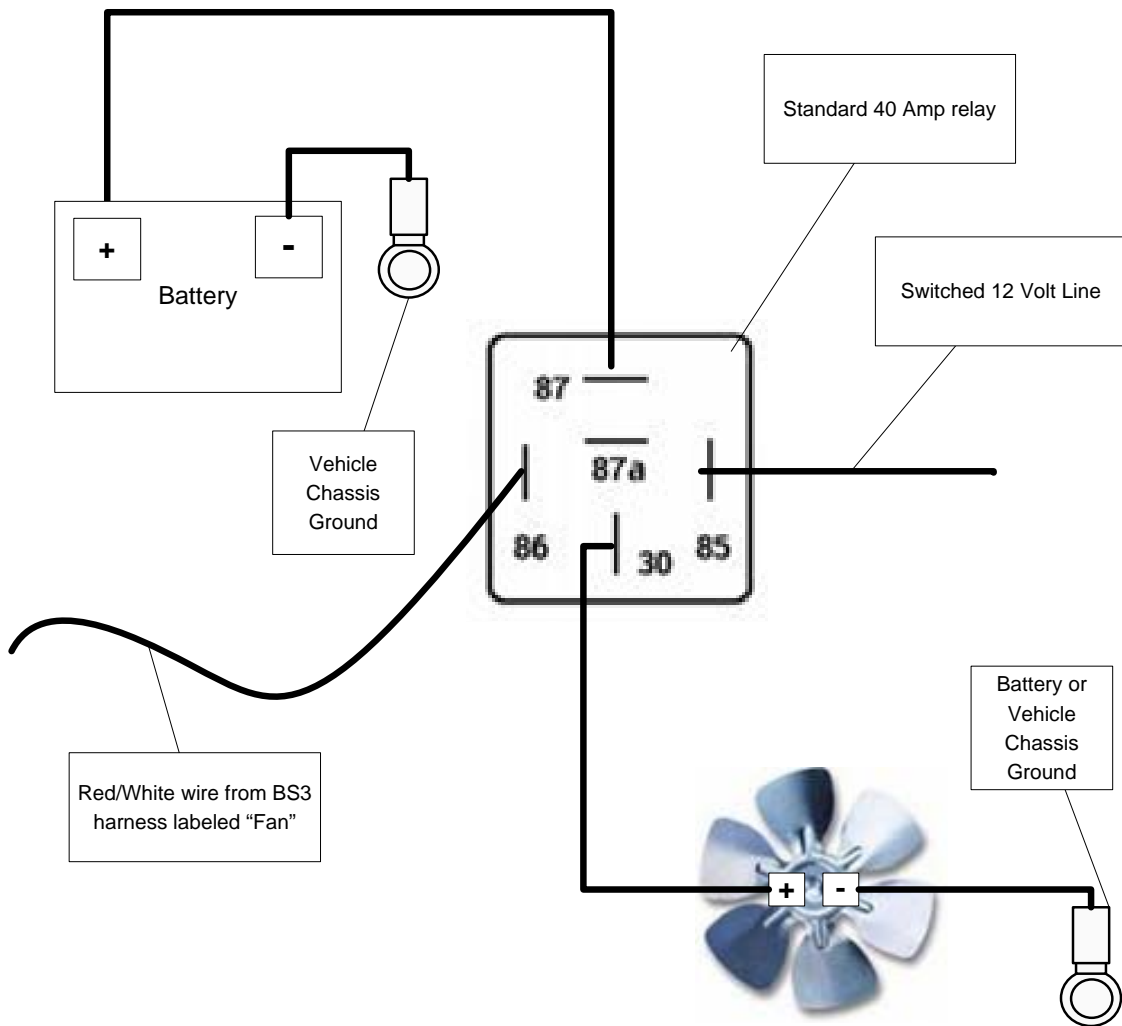 Standard 40 Amp relay
+
-
Battery
Switched 12 Volt Line
87
87a
86
30
85
Vehicle
Chassis
Ground
Red/White wire from BS3
harness labeled “Fan”
Battery or
Vehicle
Chassis
Ground
+
-